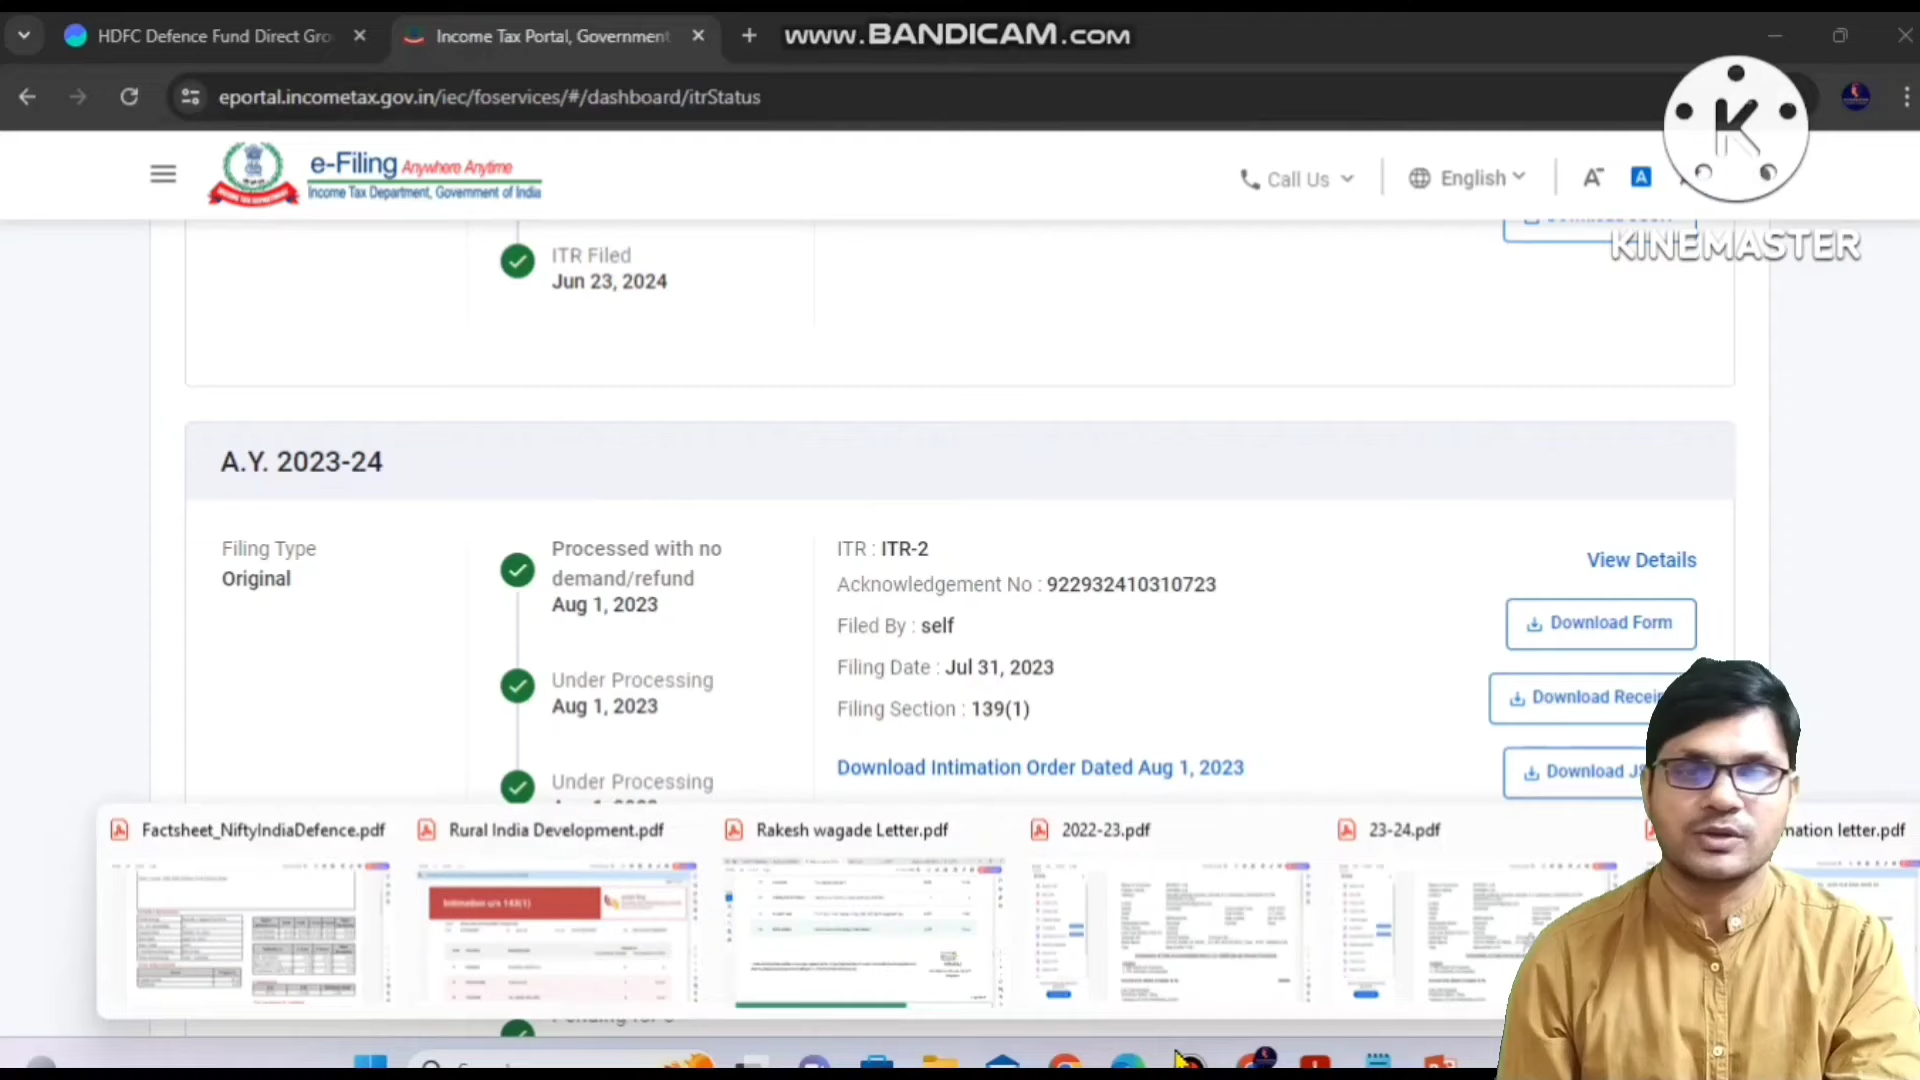 HDFC Defence Fund Direct Gro
Income Tax Portal, Government
www.BANDICAM.com
eportal.incometax.gov.in/iec/foservices/#/dashboard/itrStatus
K
KINEMASTER
e-Filing Anywhere Anytime
Income Tax Department, Government of India
Call Us
English
A
A
ITR Filed
Jun 23, 2024
A.Y. 2023-24
Filing Type
Original
Processed with no
demand/refund
Aug 1, 2023
Under Processing
Aug 1, 2023
Under Processing
ITR : ITR-2
Acknowledgement No : 922932410310723
Filed By : self
Filing Date : Jul 31, 2023
Filing Section : 139(1)
Download Intimation Order Dated Aug 1, 2023
View Details
Download Form
Download Recei
Download JS
Factsheet_NiftyIndiaDefence.pdf
Rural India Development.pdf
Rakesh wagade Letter.pdf
2022-23.pdf
23-24.pdf
mation letter.pdf
Intimation u/s 143(1)